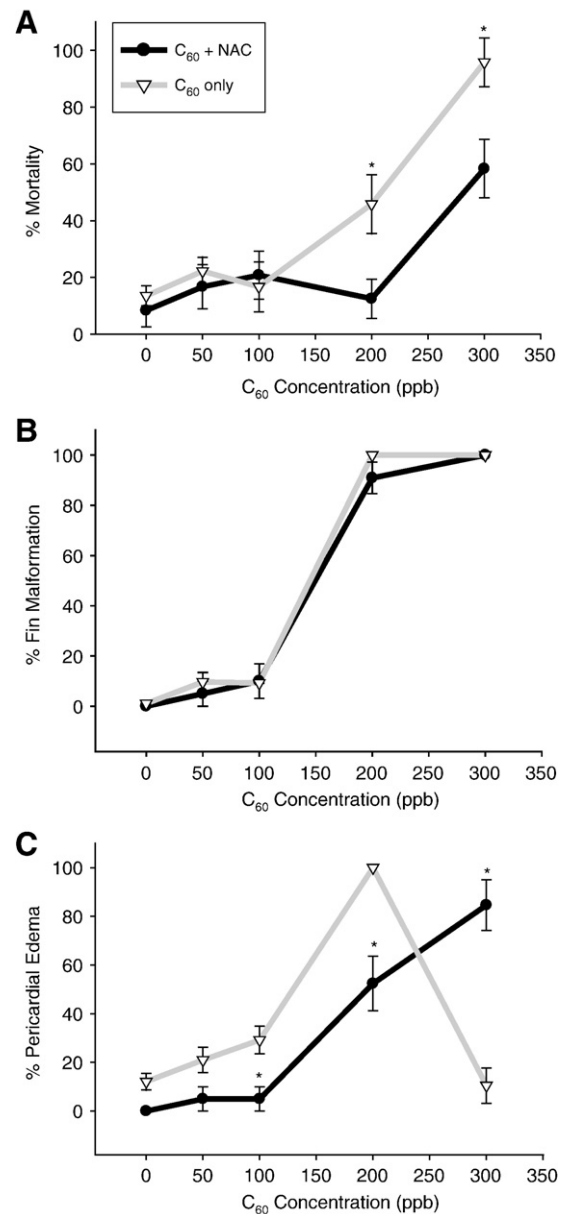 A
C60 + NAC
C60 only
% Mortality
100
80
60
40
20
0
*
*
0 50 100 150 200 250 300 350
C60 Concentration (ppb)
B
% Fin Malformation
100
80
60
40
20
0
0 50 100 150 200 250 300 350
C60 Concentration (ppb)
C
% Pericardial Edema
100
80
60
40
20
0
*
*
*
0 50 100 150 200 250 300 350
C60 Concentration (ppb)